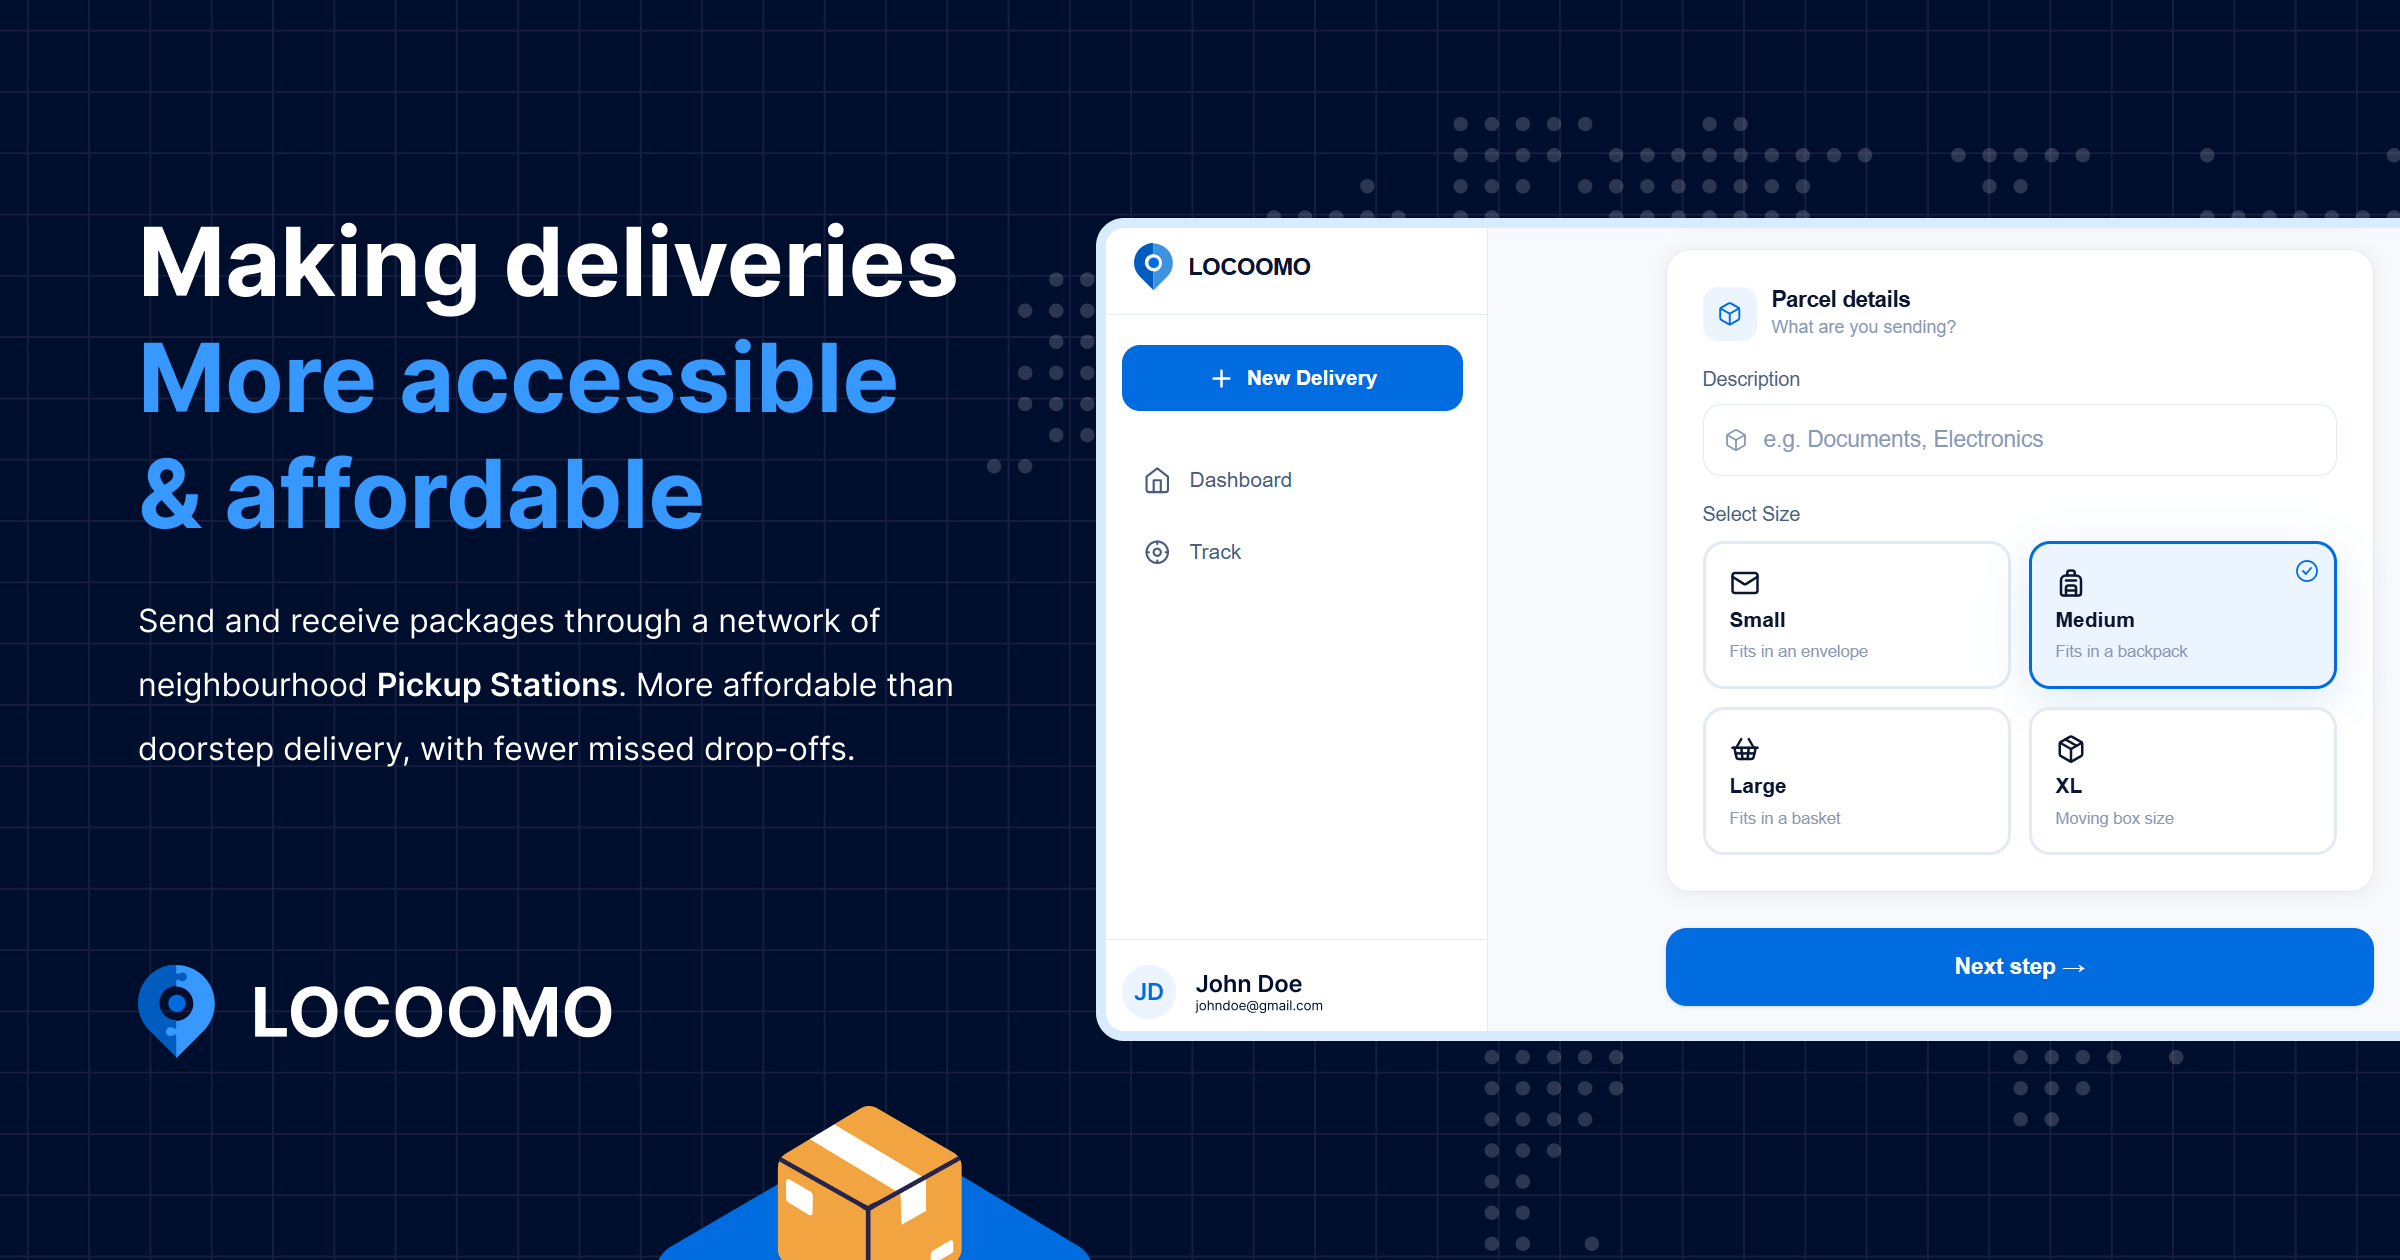 Making deliveries
More accessible
& affordable
Send and receive packages through a network of
neighbourhood Pickup Stations. More affordable than
doorstep delivery, with fewer missed drop-offs.
LOCOOMO
LOCOOMO
+ New Delivery
Dashboard
Track
JD
John Doe
johndoe@gmail.com
Parcel details
What are you sending?
Description
e.g. Documents, Electronics
Select Size
Small
Fits in an envelope
Medium
Fits in a backpack
Large
Fits in a basket
XL
Moving box size
Next step →